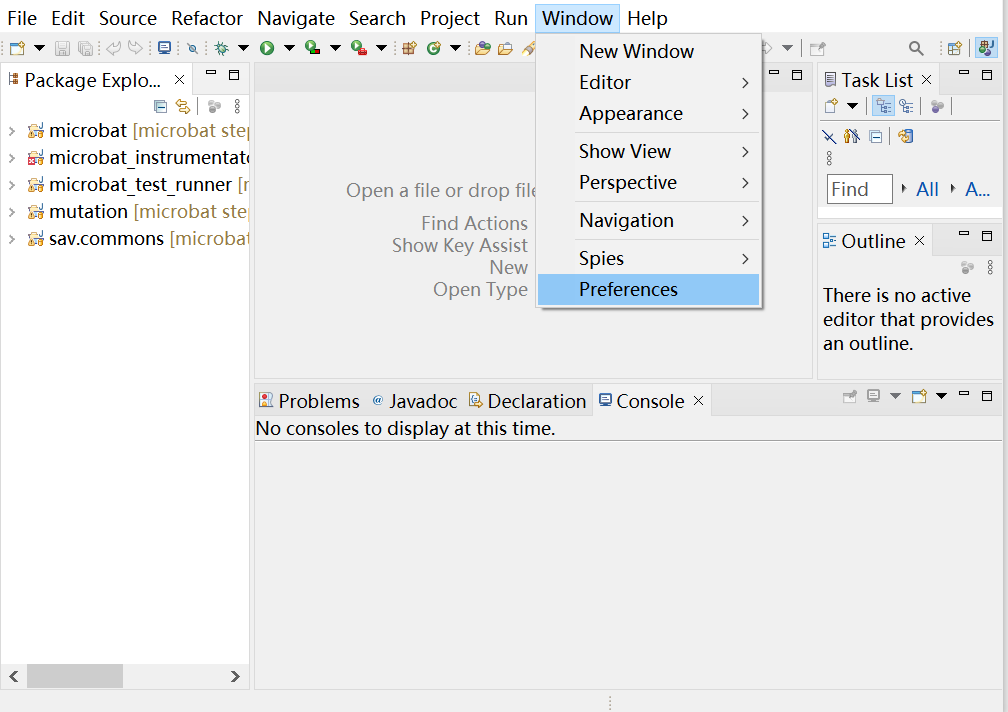 File Edit Source Refactor Navigate Search Project Run Window Help
New Window
Editor
Appearance
Show View
Perspective
Navigation
Spies
Preferences
Package Explo...
microbat [microbat ste
microbat_instrumentat
microbat_test_runner [
mutation [microbat ste
sav.commons [microbat
Open a file or drop file
Find Actions
Show Key Assist
New
Open Type
Task List
Find All A...
Outline
There is no active
editor that provides
an outline.
Problems Javadoc Declaration Console
No consoles to display at this time.